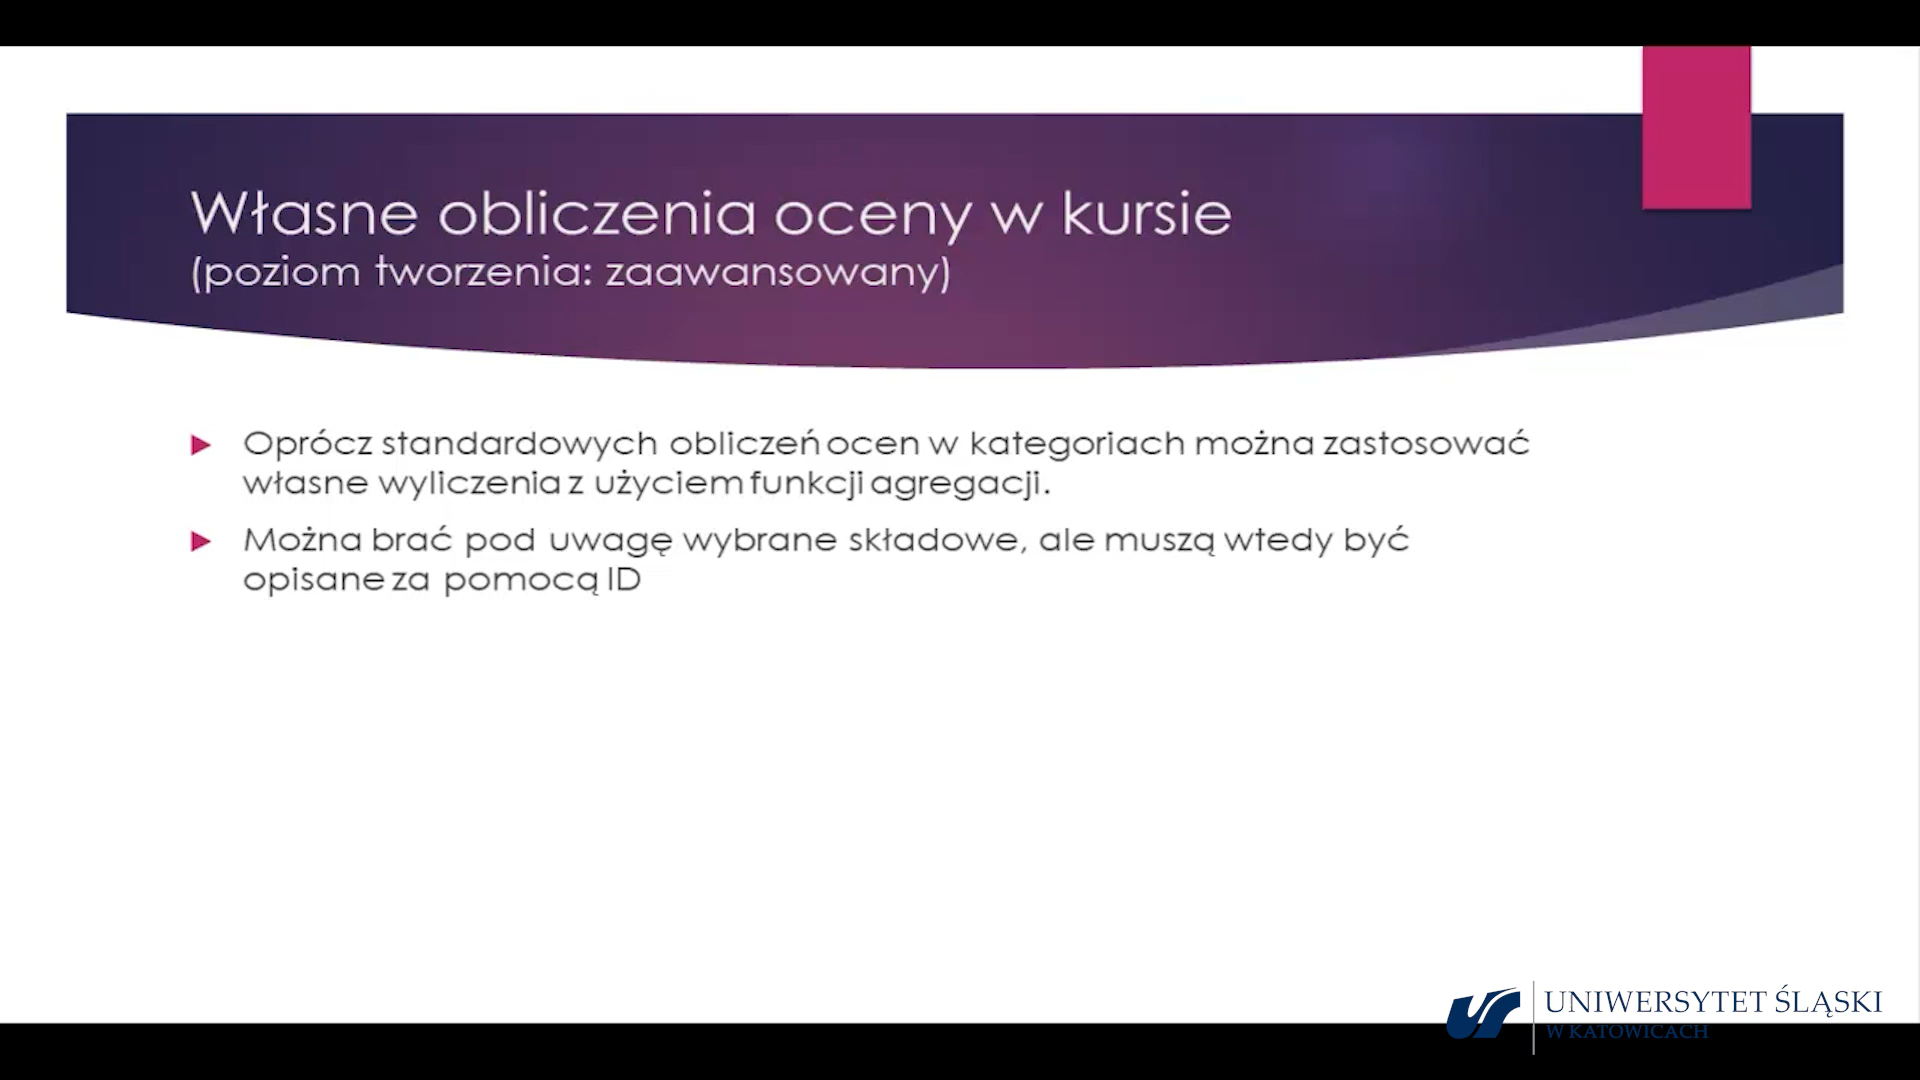 Własne obliczenia oceny w kursie
(poziom tworzenia: zaawansowany)
Oprócz standardowych obliczeń ocen w kategoriach można zastosować
własne wyliczenia z użyciem funkcji agregacji.
Można brać pod uwagę wybrane składowe, ale muszą wtedy być
opisane za pomocą ID
UNIWERSYTET ŚLĄSKI
W KATOWICACH